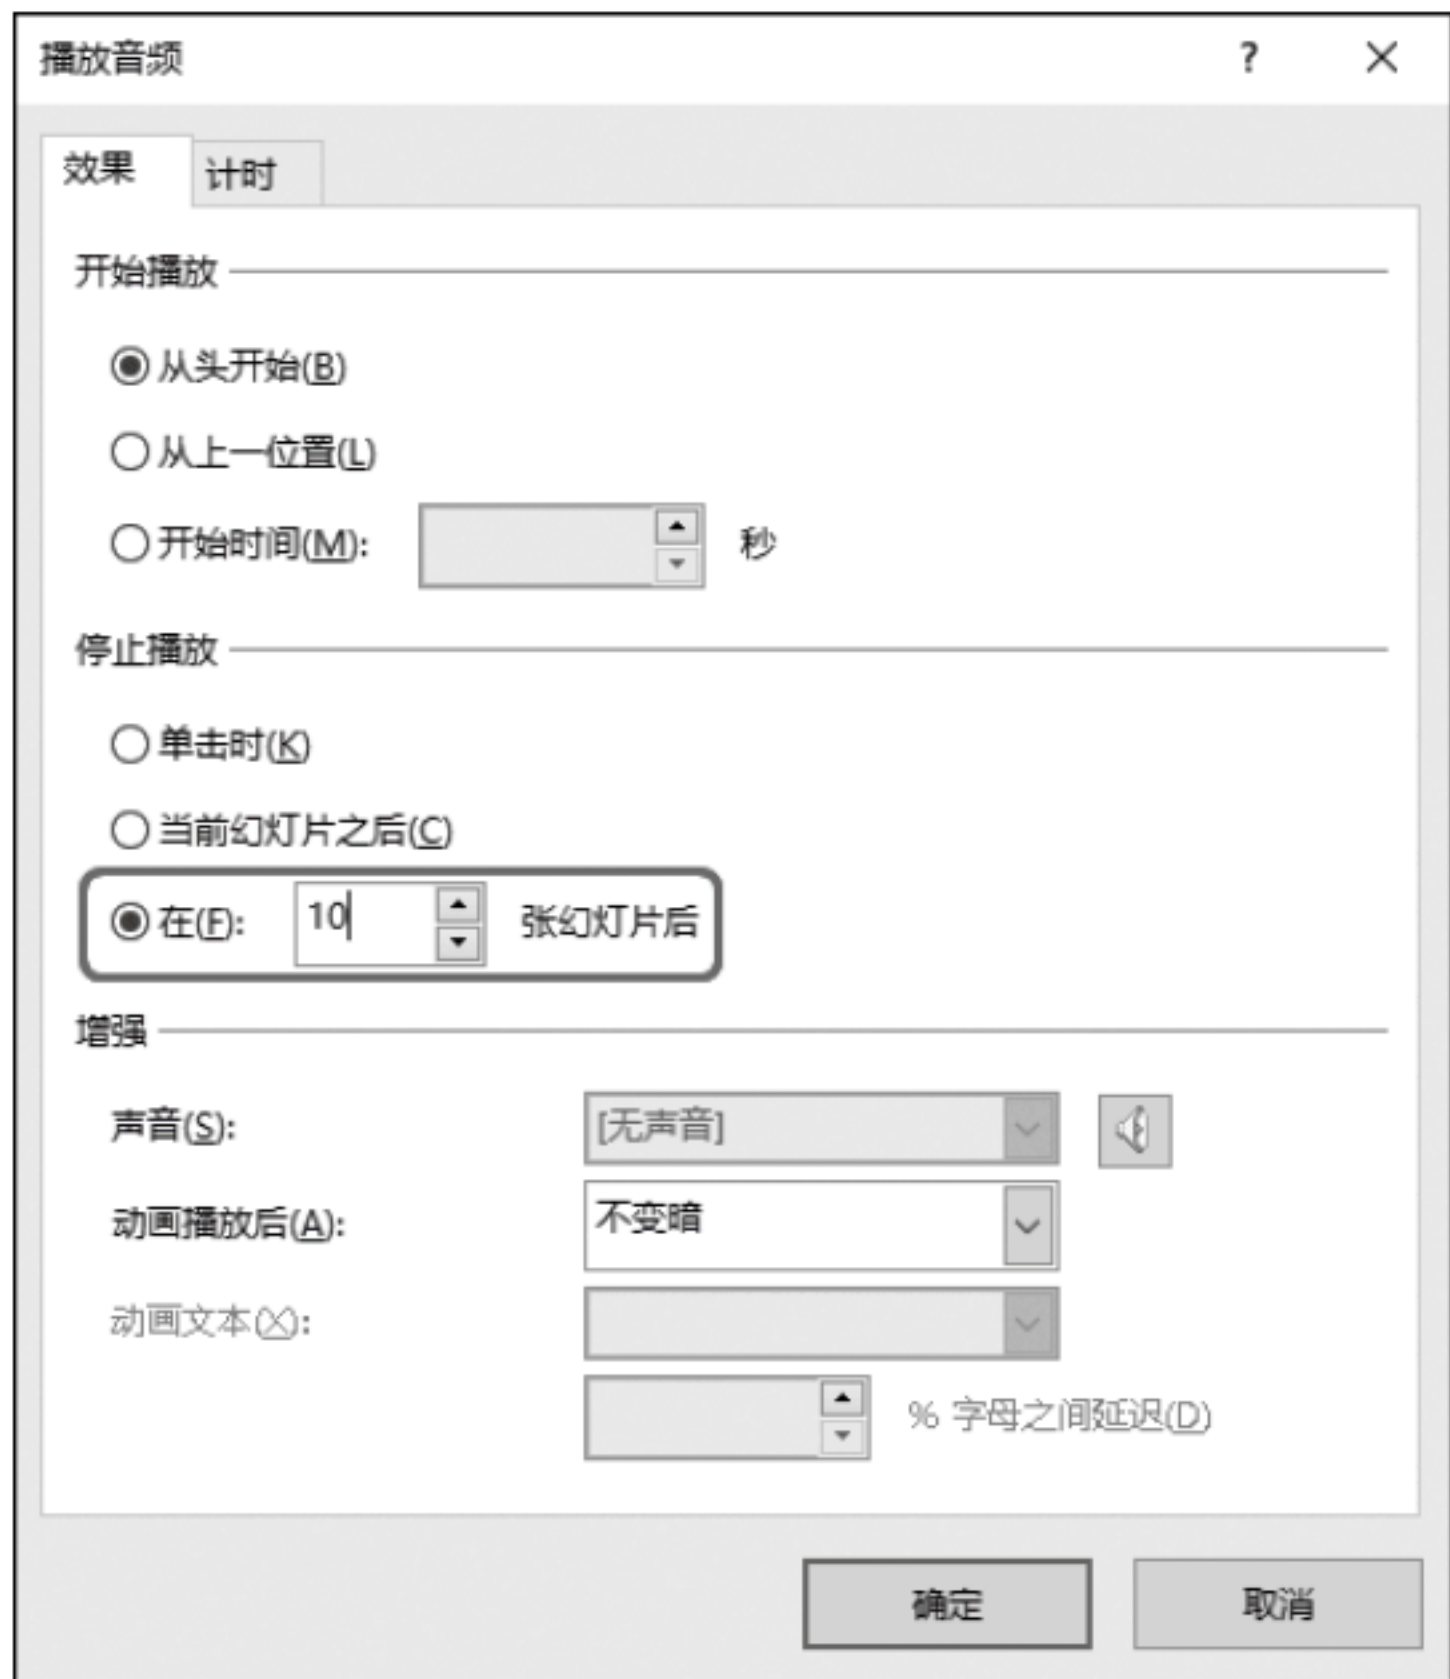 播放音频 ?
效果 计时
开始播放
从头开始(B)
从上一位置(L)
开始时间(M): 秒
停止播放
单击时(K)
当前幻灯片之后(C)
在(F): 10 张幻灯片后
增强
声音(S): [无声音]
动画播放后(A): 不变暗
动画文本(X):
% 字母之间延迟(D)
确定 取消